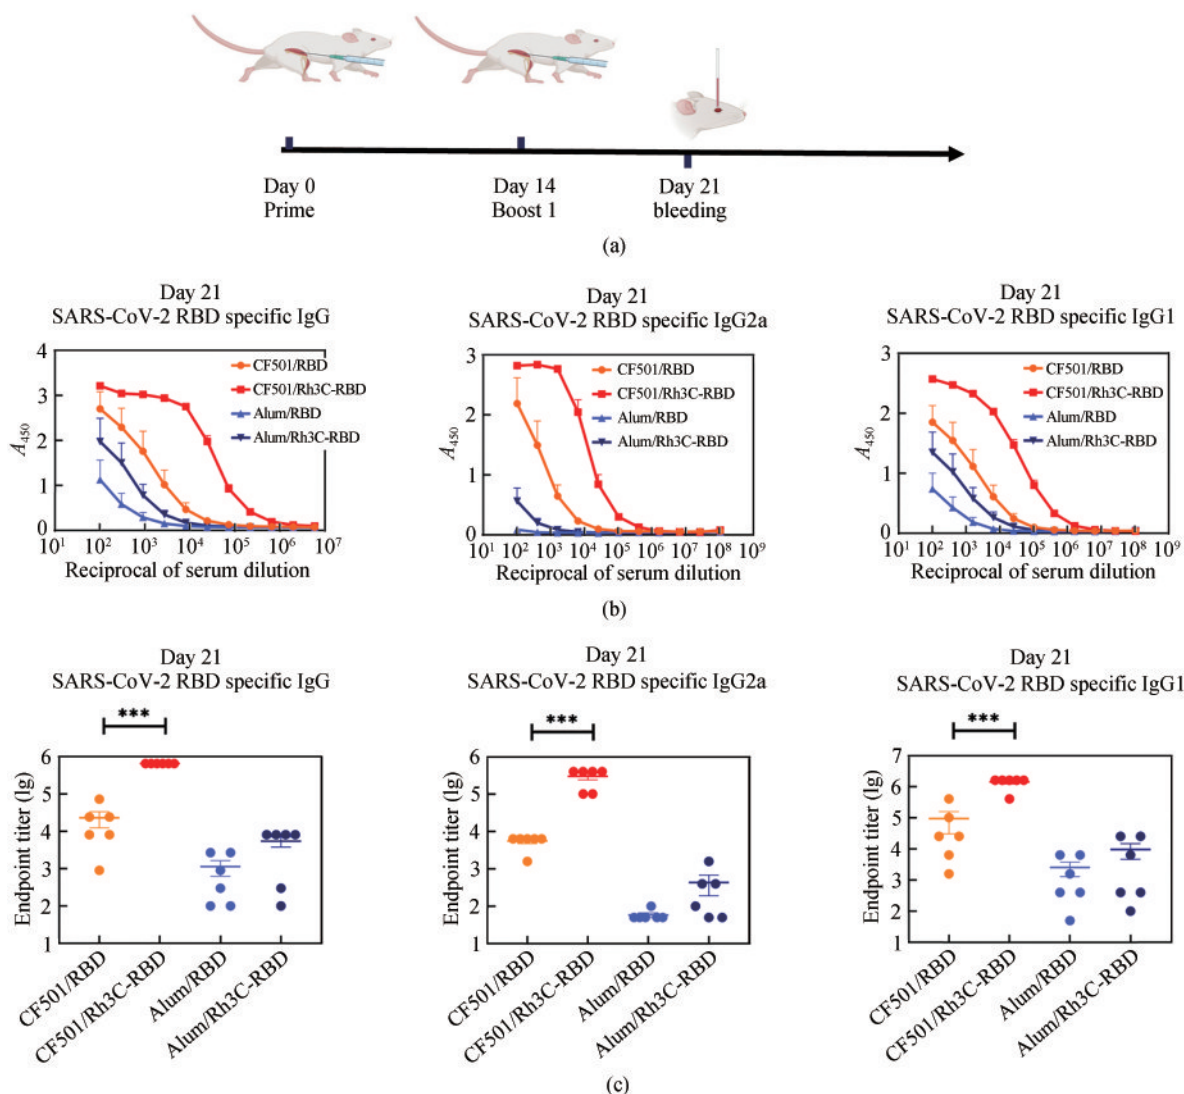 Day 0
Prime
Day 14
Boost 1
Day 21
bleeding
(a)
Day 21
SARS-CoV-2 RBD specific IgG
4
3
2
1
0
A₄₅₀
CF501/RBD
CF501/Rh3C-RBD
Alum/RBD
Alum/Rh3C-RBD
10¹ 10² 10³ 10⁴ 10⁵ 10⁶ 10⁷
Reciprocal of serum dilution
Day 21
SARS-CoV-2 RBD specific IgG2a
3
2
1
0
A₄₅₀
CF501/RBD
CF501/Rh3C-RBD
Alum/RBD
Alum/Rh3C-RBD
10¹ 10² 10³ 10⁴ 10⁵ 10⁶ 10⁷ 10⁸ 10⁹
Reciprocal of serum dilution
Day 21
SARS-CoV-2 RBD specific IgG1
3
2
1
0
A₄₅₀
CF501/RBD
CF501/Rh3C-RBD
Alum/RBD
Alum/Rh3C-RBD
10¹ 10² 10³ 10⁴ 10⁵ 10⁶ 10⁷ 10⁸ 10⁹
Reciprocal of serum dilution
(b)
Day 21
SARS-CoV-2 RBD specific IgG
***
6
5
4
3
2
1
Endpoint titer (lg)
CF501/RBD
CF501/Rh3C-RBD
Alum/RBD
Alum/Rh3C-RBD
Day 21
SARS-CoV-2 RBD specific IgG2a
***
6
5
4
3
2
1
Endpoint titer (lg)
CF501/RBD
CF501/Rh3C-RBD
Alum/RBD
Alum/Rh3C-RBD
Day 21
SARS-CoV-2 RBD specific IgG1
***
7
6
5
4
3
2
1
Endpoint titer (lg)
CF501/RBD
CF501/Rh3C-RBD
Alum/RBD
Alum/Rh3C-RBD
(c)